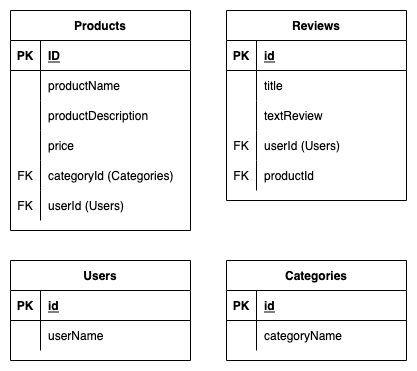 Products
PK ID
productName
productDescription
price
FK categoryId (Categories)
FK userId (Users)
Reviews
PK id
title
textReview
FK userId (Users)
FK productId
Users
PK id
userName
Categories
PK id
categoryName